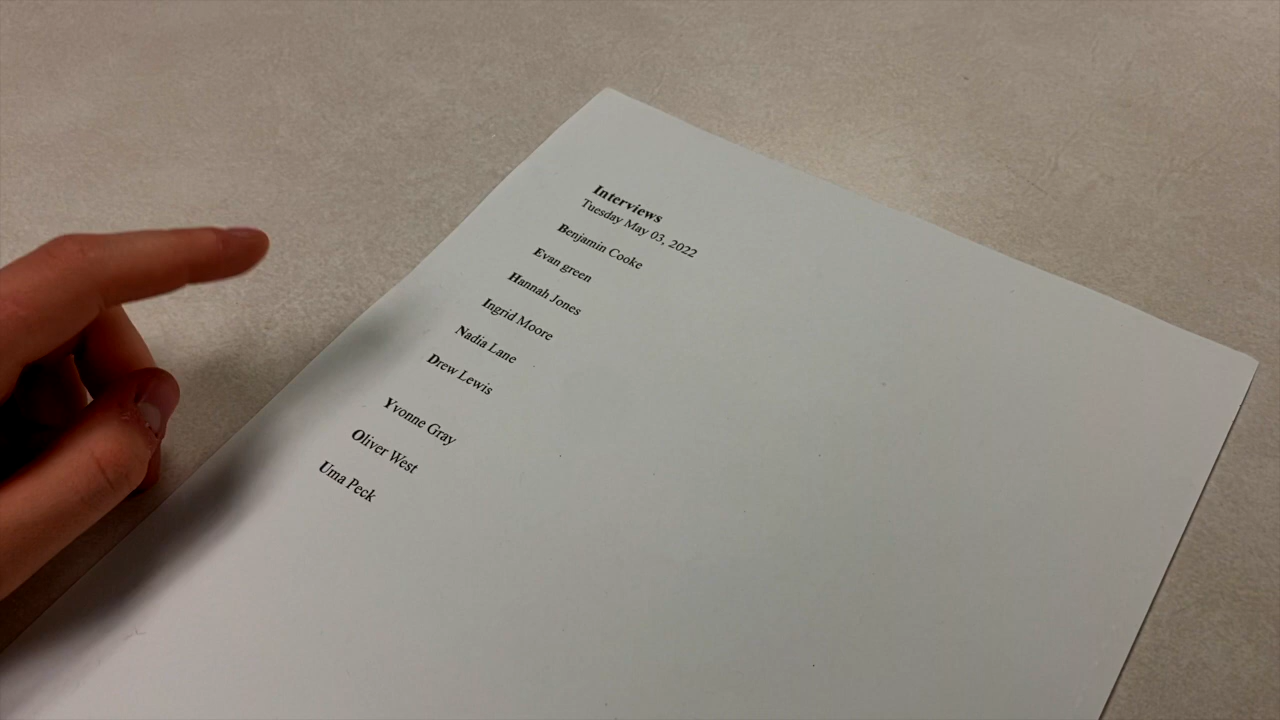 Interviews
Tuesday May 03, 2022
Benjamin Cooke
Evan green
Hannah Jones
Ingrid Moore
Nadia Lane
Drew Lewis
Yvonne Gray
Oliver West
Uma Peck